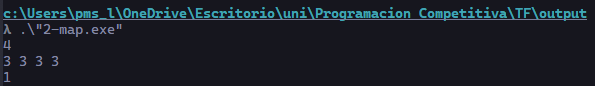 c:\Users\pms_l\OneDrive\Escritorio\uni\Programacion Competitiva\TF\output
λ .\"2-map.exe"
4
3 3 3 3
1